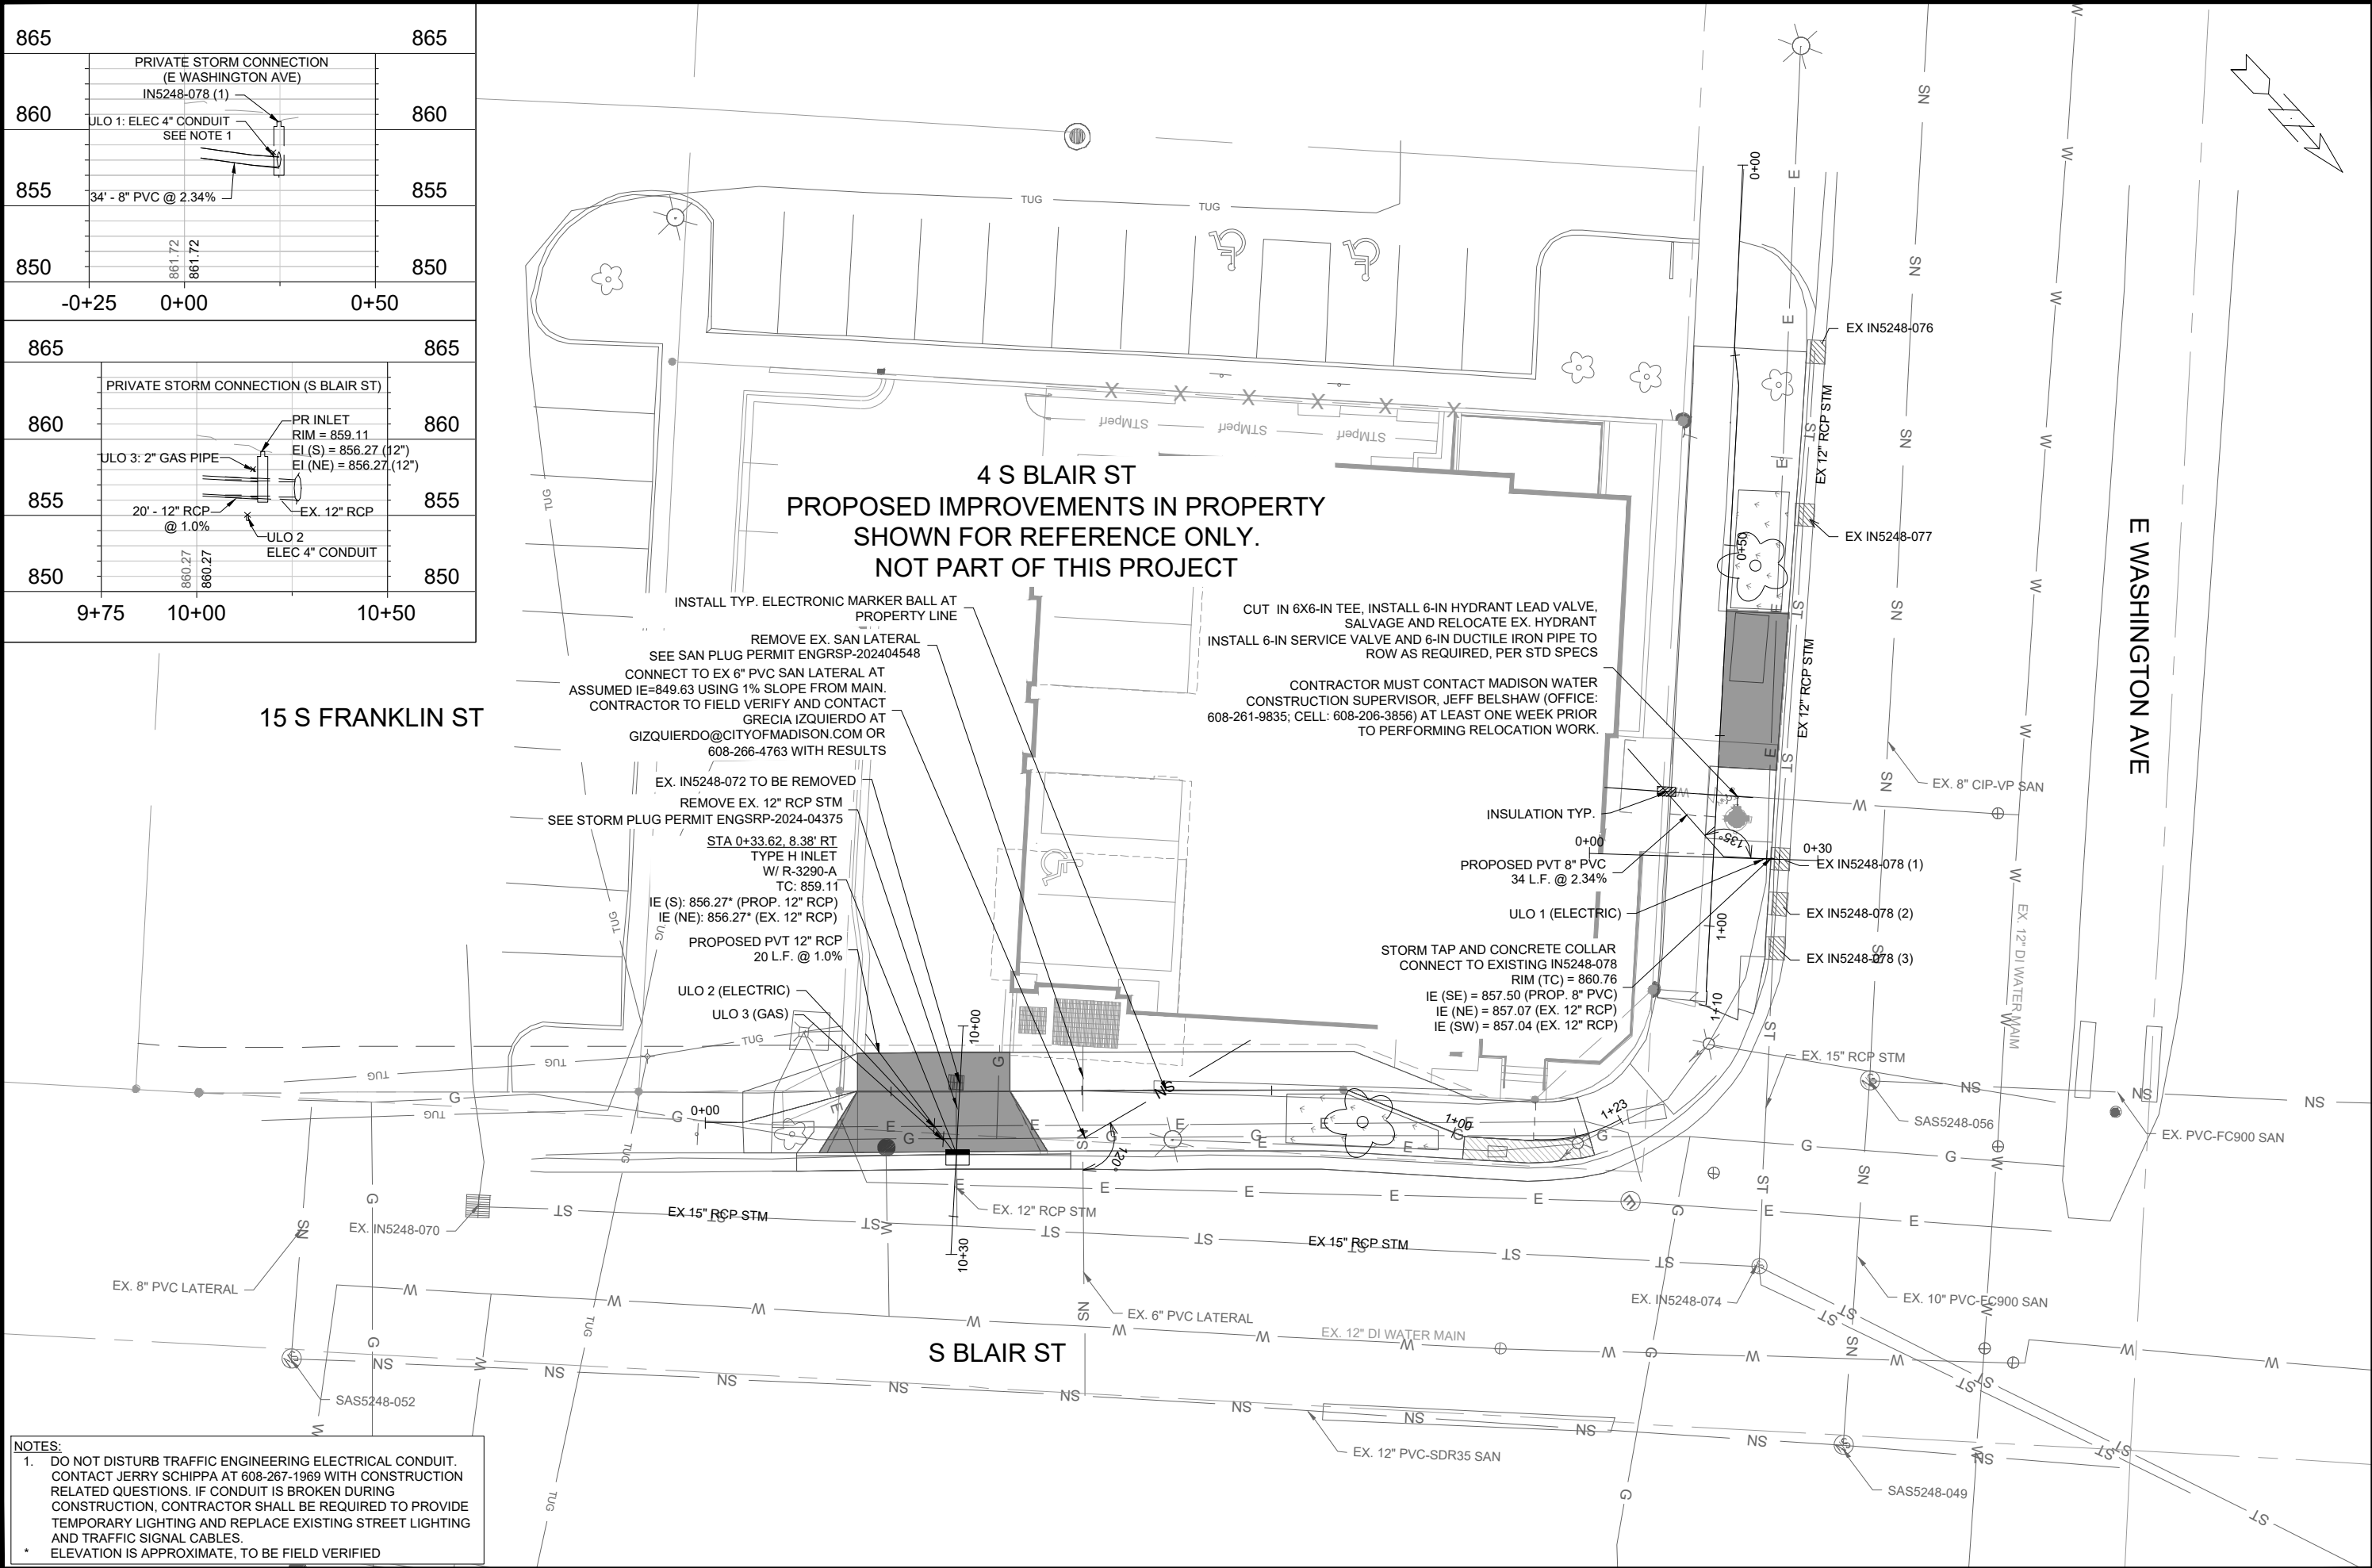 865
865
PRIVATE STORM CONNECTION
(E WASHINGTON AVE)
IN5248-078 (1)
860
860
ULO 1: ELEC 4" CONDUIT
SEE NOTE 1
855
855
34' - 8" PVC @ 2.34%
861.72
861.72
850
850
-0+25
0+00
0+50
865
865
PRIVATE STORM CONNECTION (S BLAIR ST)
860
860
PR INLET
RIM = 859.11
EI (S) = 856.27 (12")
EI (NE) = 856.27 (12")
ULO 3: 2" GAS PIPE
855
855
20' - 12" RCP
@ 1.0%
EX. 12" RCP
ULO 2
ELEC 4" CONDUIT
860.27
860.27
850
850
9+75
10+00
10+50
4 S BLAIR ST
PROPOSED IMPROVEMENTS IN PROPERTY
SHOWN FOR REFERENCE ONLY.
NOT PART OF THIS PROJECT
15 S FRANKLIN ST
INSTALL TYP. ELECTRONIC MARKER BALL AT
PROPERTY LINE
REMOVE EX. SAN LATERAL
SEE SAN PLUG PERMIT ENGRSP-202404548
CONNECT TO EX 6" PVC SAN LATERAL AT
ASSUMED IE=849.63 USING 1% SLOPE FROM MAIN.
CONTRACTOR TO FIELD VERIFY AND CONTACT
GRECIA IZQUIERDO AT
GIZQUIERDO@CITYOFMADISON.COM OR
608-266-4763 WITH RESULTS
EX. IN5248-072 TO BE REMOVED
REMOVE EX. 12" RCP STM
SEE STORM PLUG PERMIT ENGSRP-2024-04375
STA 0+33.62, 8.38' RT
TYPE H INLET
W/ R-3290-A
TC: 859.11
IE (S): 856.27* (PROP. 12" RCP)
IE (NE): 856.27* (EX. 12" RCP)
PROPOSED PVT 12" RCP
20 L.F. @ 1.0%
ULO 2 (ELECTRIC)
ULO 3 (GAS)
CUT IN 6X6-IN TEE, INSTALL 6-IN HYDRANT LEAD VALVE,
SALVAGE AND RELOCATE EX. HYDRANT
INSTALL 6-IN SERVICE VALVE AND 6-IN DUCTILE IRON PIPE TO
ROW AS REQUIRED, PER STD SPECS
CONTRACTOR MUST CONTACT MADISON WATER
CONSTRUCTION SUPERVISOR, JEFF BELSHAW (OFFICE:
608-261-9835; CELL: 608-206-3856) AT LEAST ONE WEEK PRIOR
TO PERFORMING RELOCATION WORK.
INSULATION TYP.
0+00
0+30
135°
PROPOSED PVT 8" PVC
34 L.F. @ 2.34%
ULO 1 (ELECTRIC)
STORM TAP AND CONCRETE COLLAR
CONNECT TO EXISTING IN5248-078
RIM (TC) = 860.76
IE (SE) = 857.50 (PROP. 8" PVC)
IE (NE) = 857.07 (EX. 12" RCP)
IE (SW) = 857.04 (EX. 12" RCP)
EX IN5248-076
EX 12" RCP STM
EX IN5248-077
EX 12" RCP STM
EX. 8" CIP-VP SAN
EX IN5248-078 (1)
EX IN5248-078 (2)
EX IN5248-078 (3)
EX. 12" DI WATER MAIM
E WASHINGTON AVE
0+00
0+50
1+00
1+10
EX. 15" RCP STM
SAS5248-056
EX. PVC-FC900 SAN
TUG
TUG
STMperf
STMperf
STMperf
0+00
10+00
10+30
1+00
1+23
120°
EX. IN5248-070
EX 15" RCP STM
EX. 12" RCP STM
EX 15" RCP STM
EX. 8" PVC LATERAL
EX. 6" PVC LATERAL
EX. 12" DI WATER MAIN
EX. IN5248-074
EX. 10" PVC-FC900 SAN
S BLAIR ST
SAS5248-052
EX. 12" PVC-SDR35 SAN
SAS5248-049
NOTES:
1. DO NOT DISTURB TRAFFIC ENGINEERING ELECTRICAL CONDUIT.
CONTACT JERRY SCHIPPA AT 608-267-1969 WITH CONSTRUCTION
RELATED QUESTIONS. IF CONDUIT IS BROKEN DURING
CONSTRUCTION, CONTRACTOR SHALL BE REQUIRED TO PROVIDE
TEMPORARY LIGHTING AND REPLACE EXISTING STREET LIGHTING
AND TRAFFIC SIGNAL CABLES.
* ELEVATION IS APPROXIMATE, TO BE FIELD VERIFIED